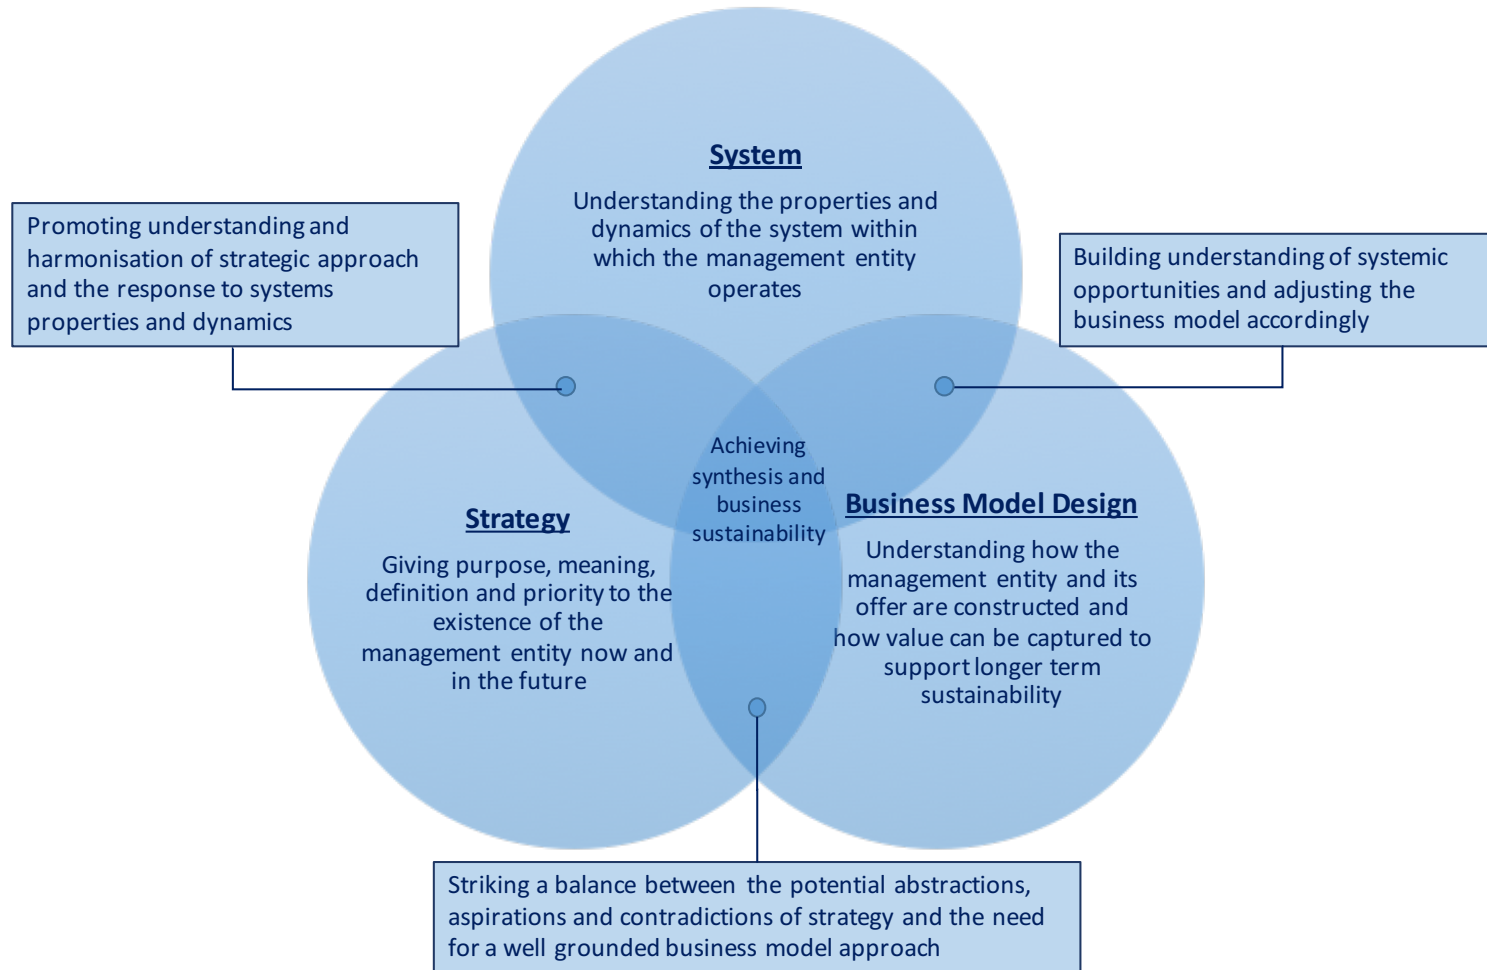 System
Understanding the properties and
dynamics of the system within
which the management entity
operates
Promoting understanding and
harmonisation of strategic approach
and the response to systems
properties and dynamics
Building understanding of systemic
opportunities and adjusting the
business model accordingly
Achieving
synthesis and
business
sustainability
Strategy
Giving purpose, meaning,
definition and priority to the
existence of the
management entity now and
in the future
Business Model Design
Understanding how the
management entity and its
offer are constructed and
how value can be captured to
support longer term
sustainability
Striking a balance between the potential abstractions,
aspirations and contradictions of strategy and the need
for a well grounded business model approach